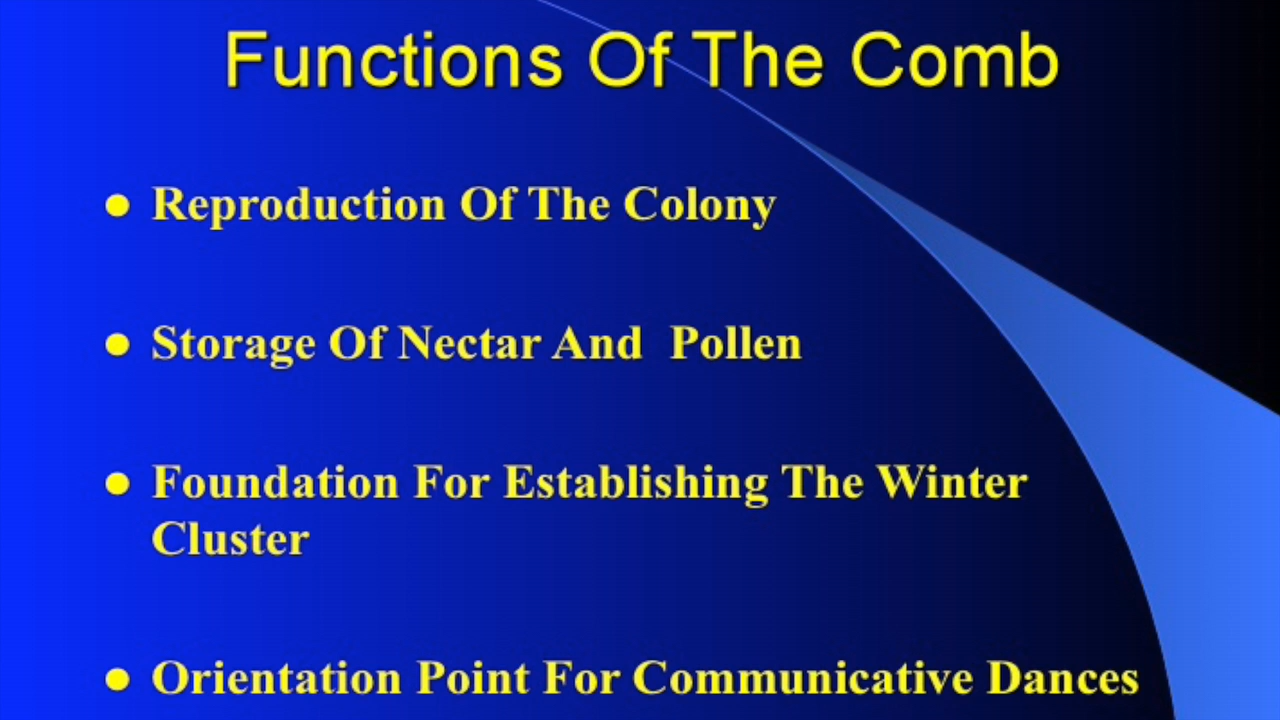 Functions Of The Comb
Reproduction Of The Colony
Storage Of Nectar And  Pollen
Foundation For Establishing The Winter
Cluster
Orientation Point For Communicative Dances